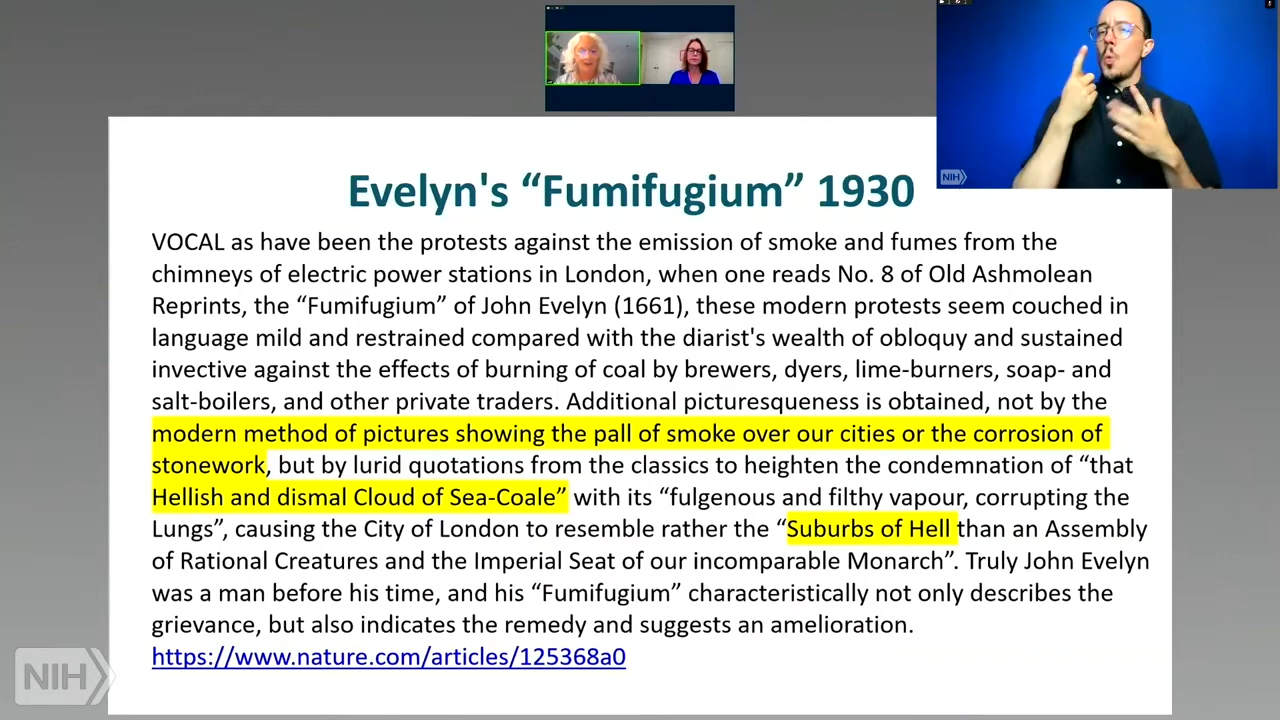 NIH
Evelyn's “Fumifugium” 1930
VOCAL as have been the protests against the emission of smoke and fumes from the
chimneys of electric power stations in London, when one reads No. 8 of Old Ashmolean
Reprints, the “Fumifugium” of John Evelyn (1661), these modern protests seem couched in
language mild and restrained compared with the diarist's wealth of obloquy and sustained
invective against the effects of burning of coal by brewers, dyers, lime-burners, soap- and
salt-boilers, and other private traders. Additional picturesqueness is obtained, not by the
modern method of pictures showing the pall of smoke over our cities or the corrosion of
stonework, but by lurid quotations from the classics to heighten the condemnation of “that
Hellish and dismal Cloud of Sea-Coale” with its “fulgenous and filthy vapour, corrupting the
Lungs”, causing the City of London to resemble rather the “Suburbs of Hell than an Assembly
of Rational Creatures and the Imperial Seat of our incomparable Monarch”. Truly John Evelyn
was a man before his time, and his “Fumifugium” characteristically not only describes the
grievance, but also indicates the remedy and suggests an amelioration.
https://www.nature.com/articles/125368a0
NIH